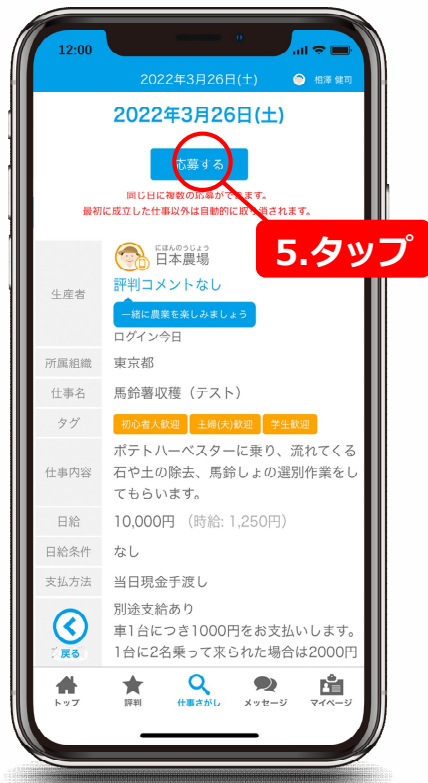 12:00
2022年3月26日(土)
相澤 健司
2022年3月26日(土)
応募する
同じ日に複数の応募ができます。
最初に成立した仕事以外は自動的に取り消されます。
5.タップ
生産者
にほんのうじょう
日本農場
評判コメントなし
一緒に農業を楽しみましょう
ログイン今日
所属組織
東京都
仕事名
馬鈴薯収穫（テスト）
タグ
初心者人歓迎
主婦(夫)歓迎
学生歓迎
仕事内容
ポテトハーベスターに乗り、流れてくる
石や土の除去、馬鈴しょの選別作業をし
てもらいます。
日給
10,000円 （時給: 1,250円）
日給条件
なし
支払方法
当日現金手渡し
別途支給あり
車1台につき1000円をお支払いします。
1台に2名乗って来られた場合は2000円
戻る
トップ
評判
仕事さがし
メッセージ
マイページ